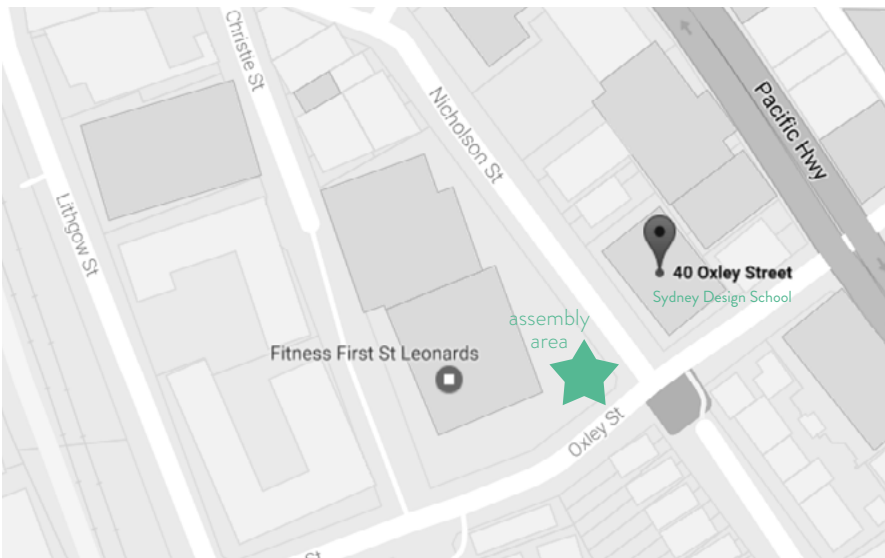 Christie St
Nicholson St
Pacific Hwy
Lithgow St
40 Oxley Street
Sydney Design School
assembly
area
Fitness First St Leonards
Oxley St
St